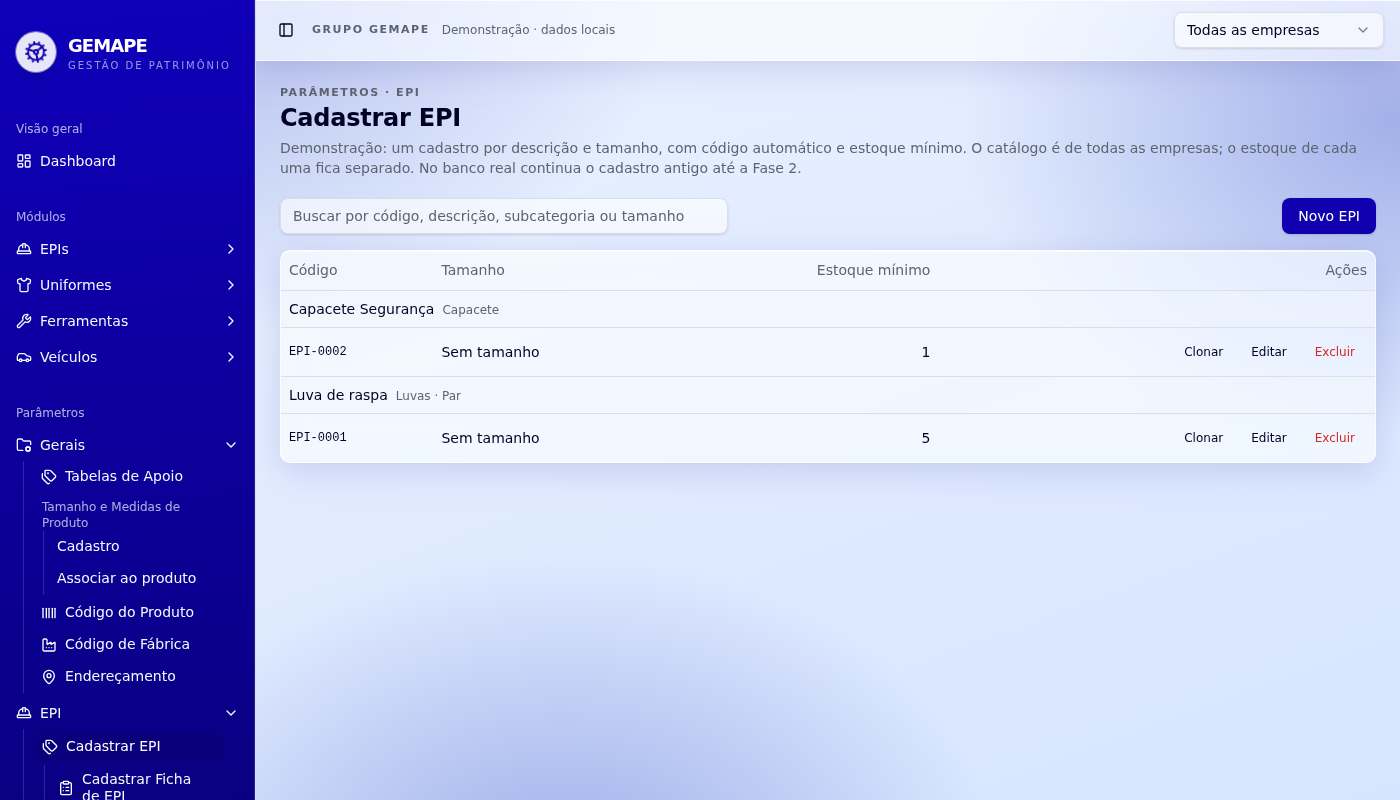 GEMAPE
GESTÃO DE PATRIMÔNIO
Visão geral
Dashboard
Módulos
EPIs
Uniformes
Ferramentas
Veículos
Parâmetros
Gerais
Tabelas de Apoio
Tamanho e Medidas de
Produto
Cadastro
Associar ao produto
Código do Produto
Código de Fábrica
Endereçamento
EPI
Cadastrar EPI
Cadastrar Ficha
de EPI
GRUPO GEMAPE Demonstração · dados locais
Todas as empresas
PARÂMETROS · EPI
Cadastrar EPI
Demonstração: um cadastro por descrição e tamanho, com código automático e estoque mínimo. O catálogo é de todas as empresas; o estoque de cada
uma fica separado. No banco real continua o cadastro antigo até a Fase 2.
Buscar por código, descrição, subcategoria ou tamanho
Novo EPI
Código Tamanho Estoque mínimo Ações
Capacete Segurança Capacete
EPI-0002 Sem tamanho 1 Clonar Editar Excluir
Luva de raspa Luvas · Par
EPI-0001 Sem tamanho 5 Clonar Editar Excluir